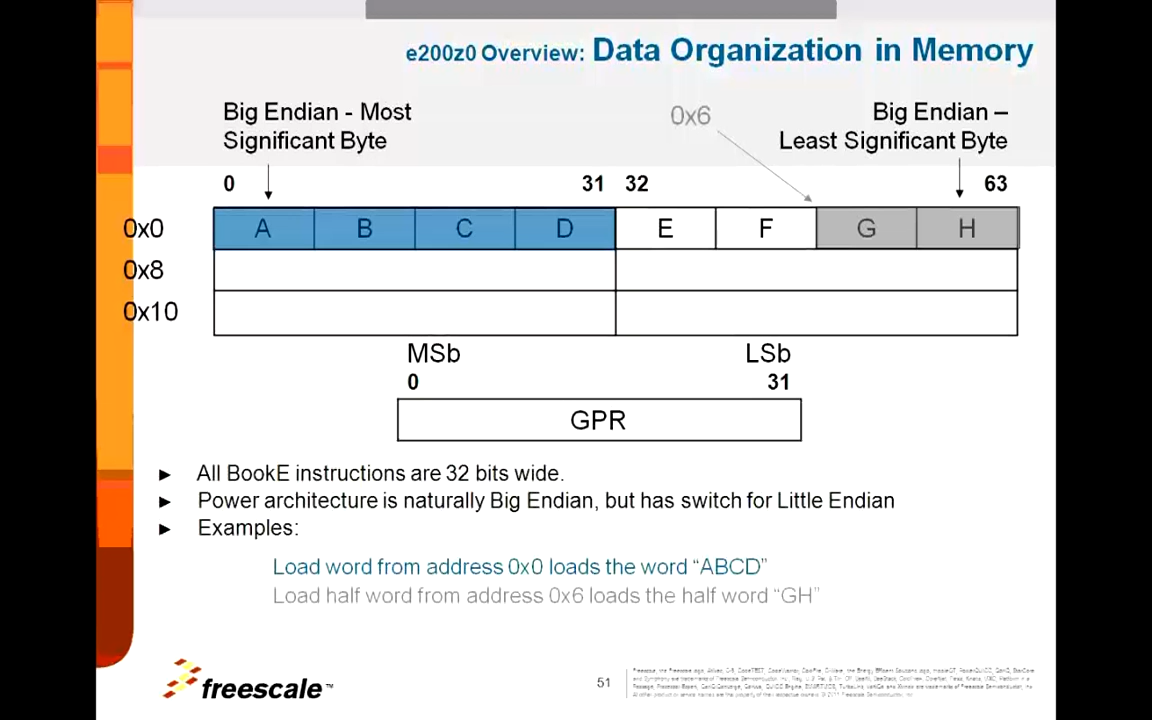 e200z0 Overview: Data Organization in Memory
Big Endian - Most
Significant Byte
0x6
Big Endian –
Least Significant Byte
0 31 32 63
0x0 A B C D E F G H
0x8
0x10
MSb LSb
0 31
GPR
► All BookE instructions are 32 bits wide.
► Power architecture is naturally Big Endian, but has switch for Little Endian
► Examples:
Load word from address 0x0 loads the word “ABCD”
Load half word from address 0x6 loads the half word “GH”
freescale™
51